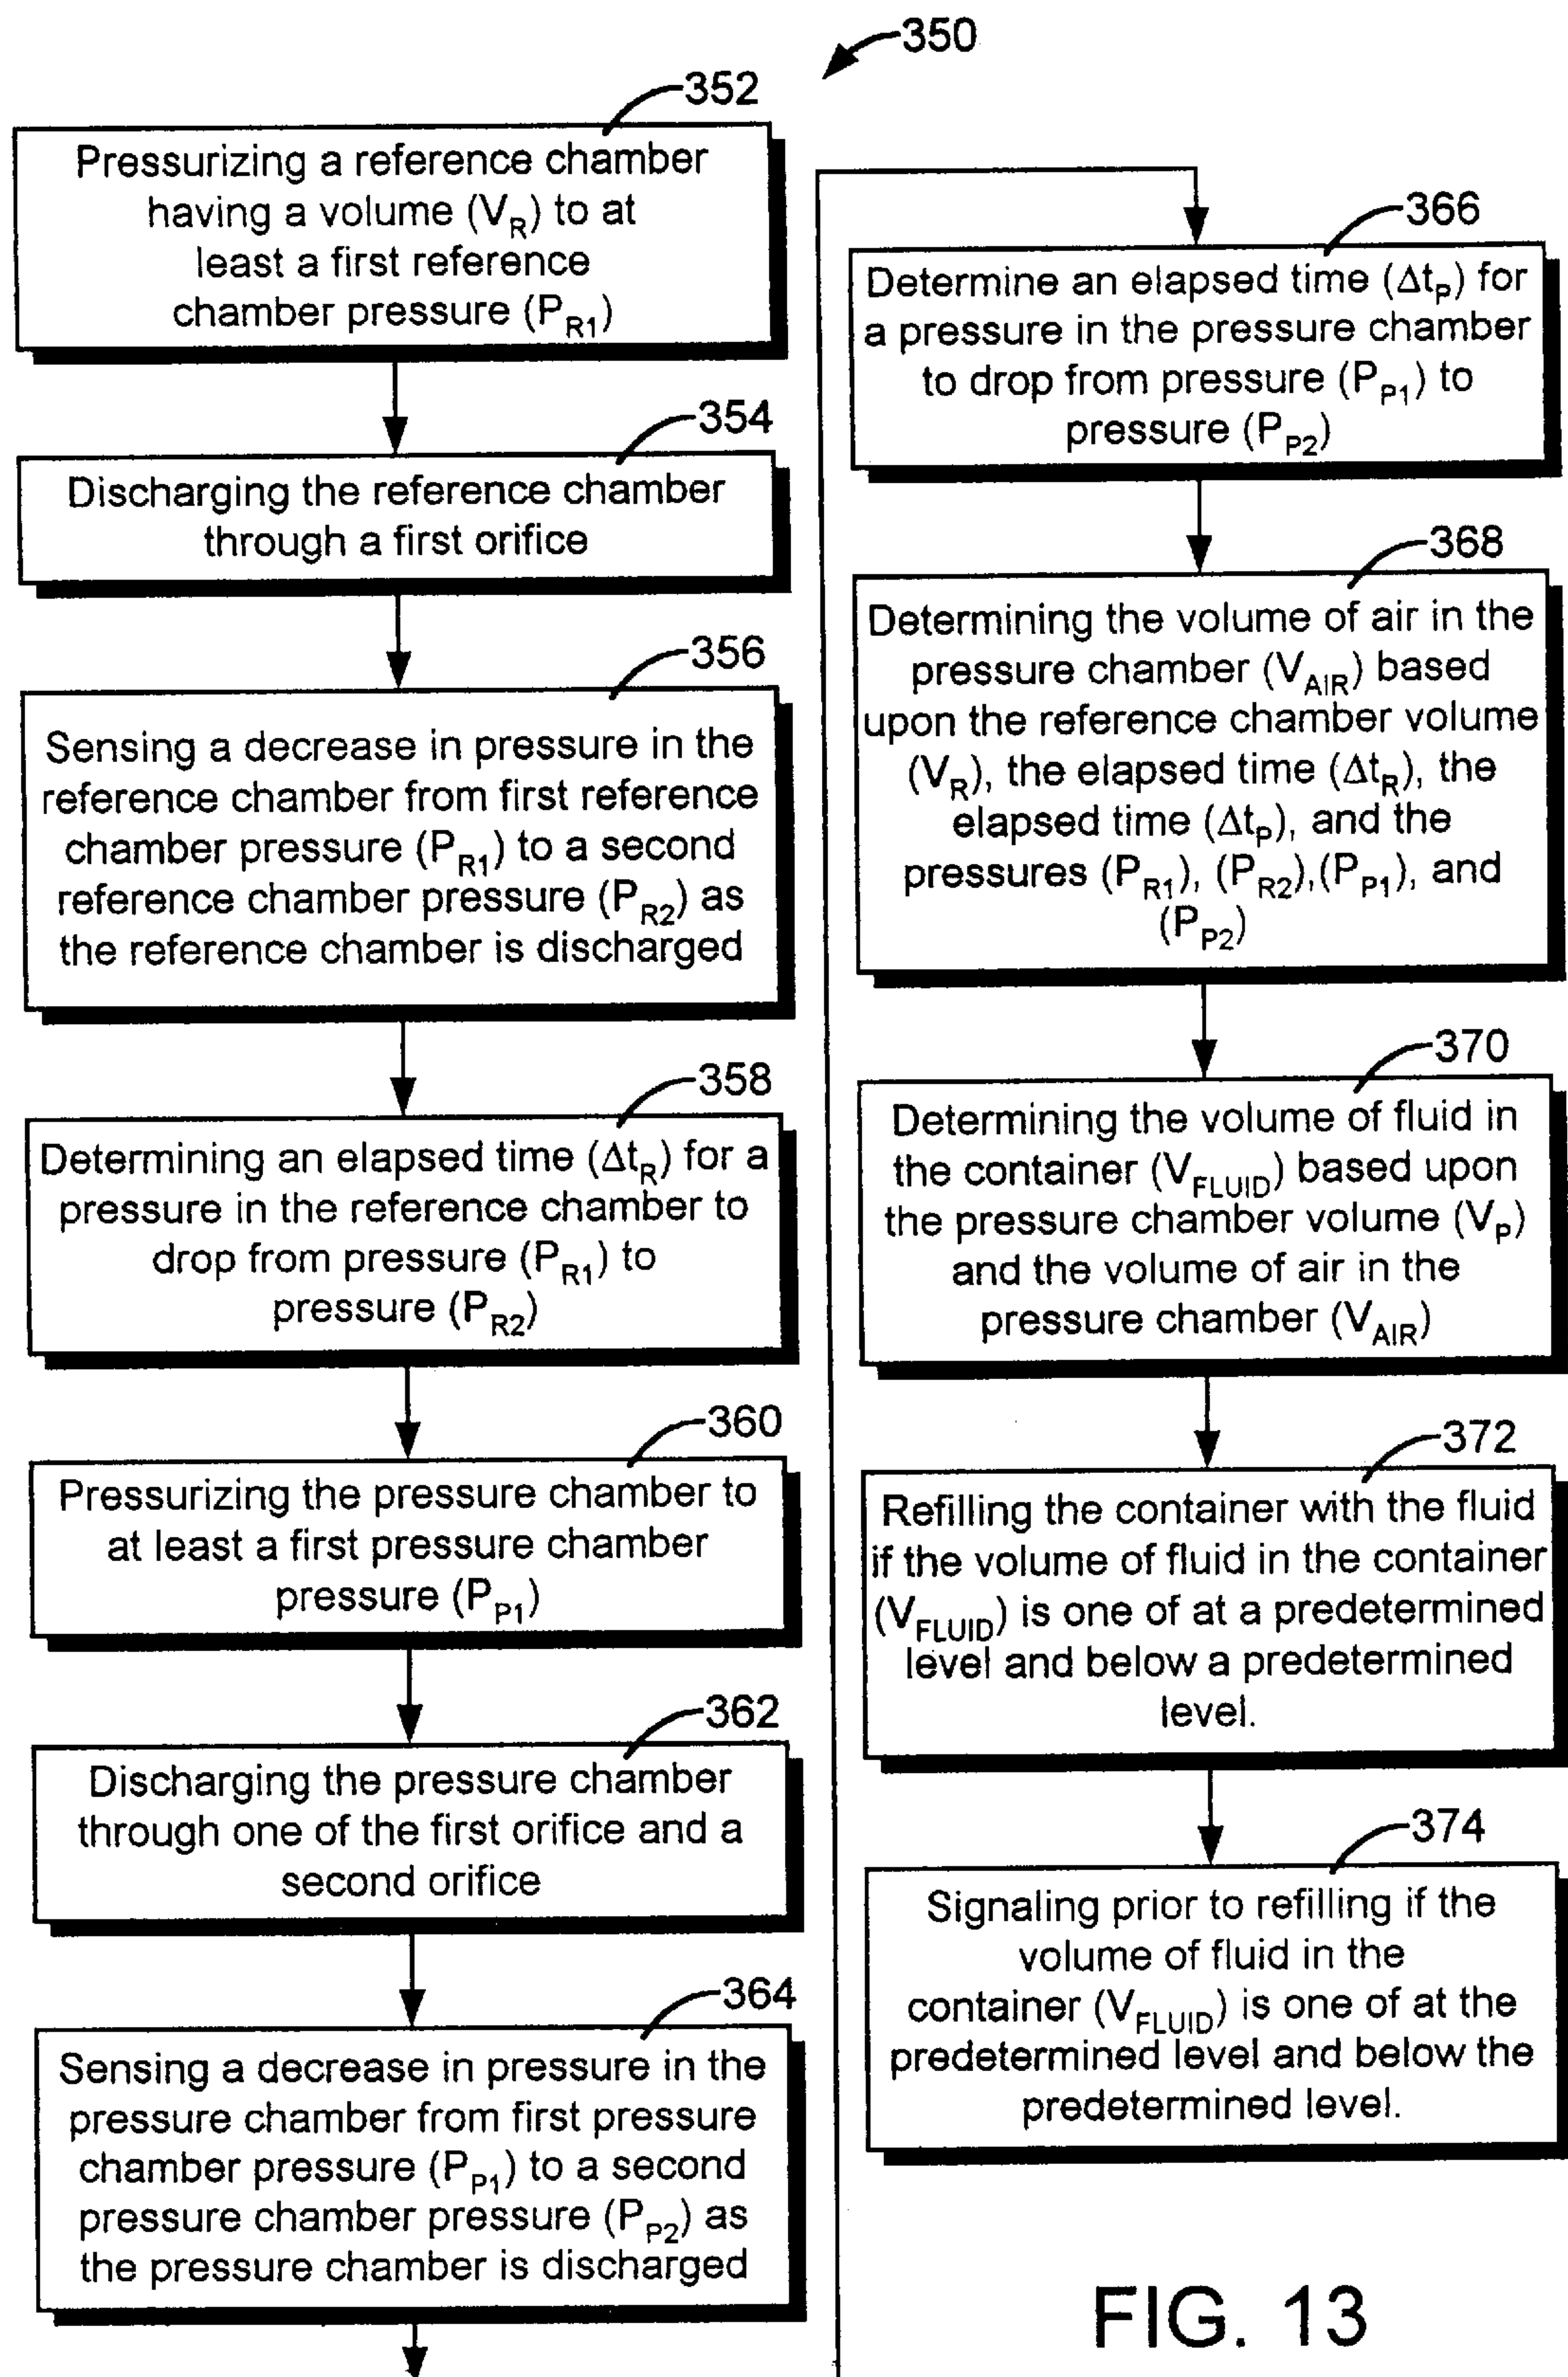 350
352
Pressurizing a reference chamber
having a volume (V_R) to at
least a first reference
chamber pressure (P_R1)
354
Discharging the reference chamber
through a first orifice
356
Sensing a decrease in pressure in the
reference chamber from first reference
chamber pressure (P_R1) to a second
reference chamber pressure (P_R2) as
the reference chamber is discharged
358
Determining an elapsed time (Δt_R) for a
pressure in the reference chamber to
drop from pressure (P_R1) to
pressure (P_R2)
360
Pressurizing the pressure chamber to
at least a first pressure chamber
pressure (P_P1)
362
Discharging the pressure chamber
through one of the first orifice and a
second orifice
364
Sensing a decrease in pressure in the
pressure chamber from first pressure
chamber pressure (P_P1) to a second
pressure chamber pressure (P_P2) as
the pressure chamber is discharged
366
Determine an elapsed time (Δt_P) for
a pressure in the pressure chamber
to drop from pressure (P_P1) to
pressure (P_P2)
368
Determining the volume of air in the
pressure chamber (V_AIR) based
upon the reference chamber volume
(V_R), the elapsed time (Δt_R), the
elapsed time (Δt_P), and the
pressures (P_R1), (P_R2),(P_P1), and
(P_P2)
370
Determining the volume of fluid in
the container (V_FLUID) based upon
the pressure chamber volume (V_P)
and the volume of air in the
pressure chamber (V_AIR)
372
Refilling the container with the fluid
if the volume of fluid in the container
(V_FLUID) is one of at a predetermined
level and below a predetermined
level.
374
Signaling prior to refilling if the
volume of fluid in the
container (V_FLUID) is one of at the
predetermined level and below the
predetermined level.
FIG. 13